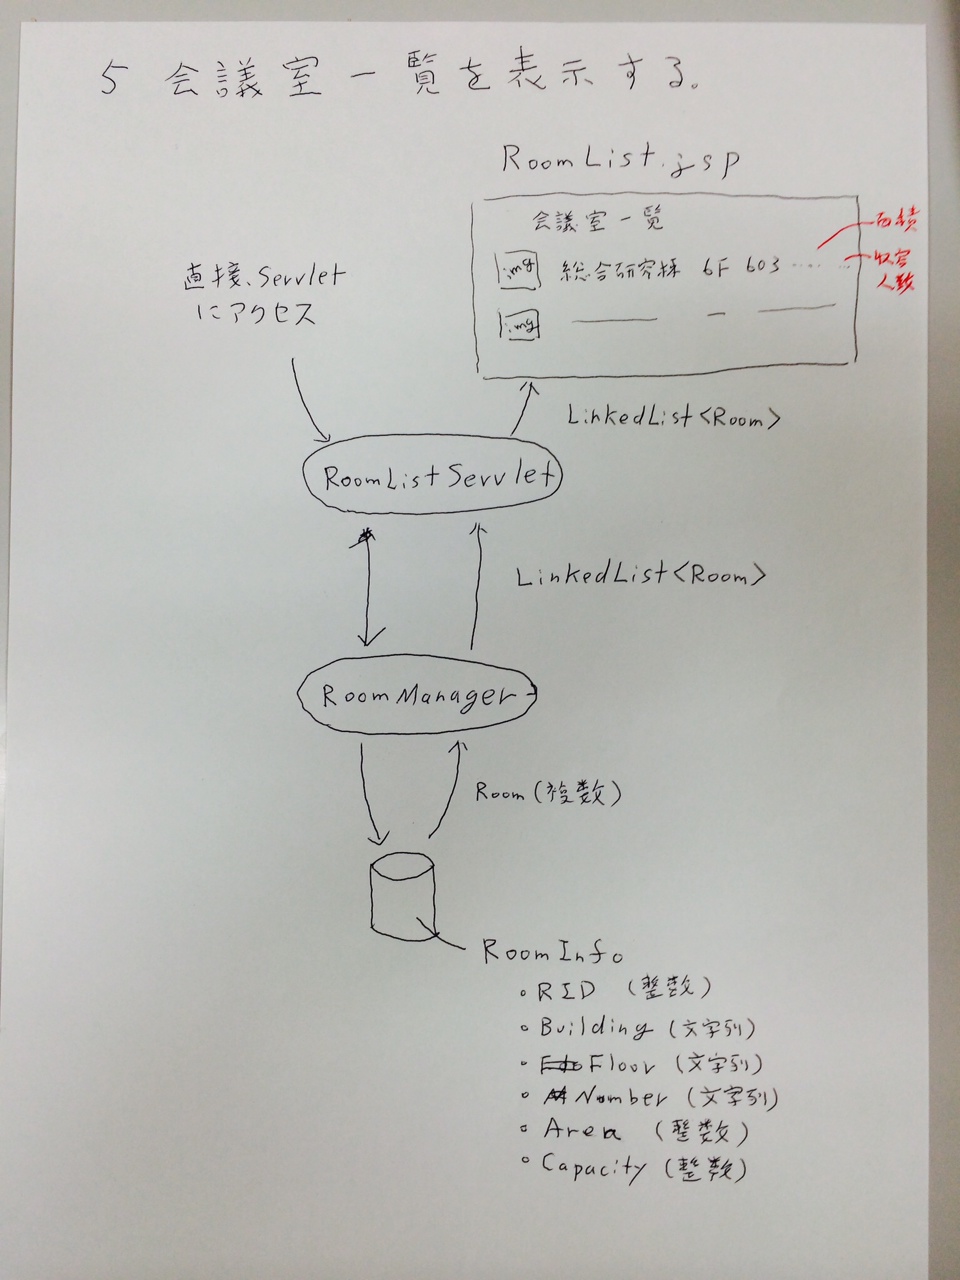 5 会議室一覧を表示する。
RoomList.jsp
会議室一覧
img 総合研究棟 6F 603 ……
面積
収容
人数
img
直接、Servlet
にアクセス
LinkedList<Room>
RoomListServlet
LinkedList<Room>
RoomManager
Room(複数)
RoomInfo
・RID (整数)
・Building (文字列)
・Floor (文字列)
・Number (文字列)
・Area (整数)
・Capacity (整数)